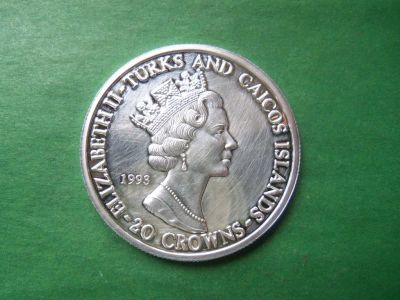 ELIZABETH II - TURKS AND CAICOS ISLANDS -
1993
20 CROWNS -